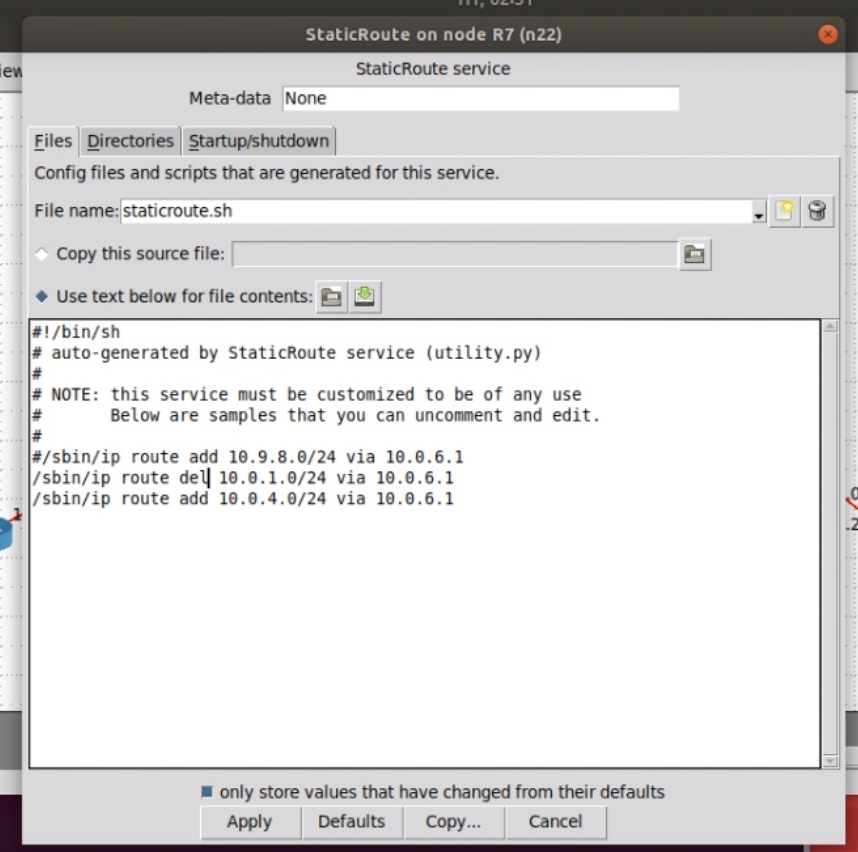 StaticRoute on node R7 (n22)
StaticRoute service
Meta-data None
Files Directories Startup/shutdown
Config files and scripts that are generated for this service.
File name: staticroute.sh
Copy this source file:
Use text below for file contents:
#!/bin/sh
# auto-generated by StaticRoute service (utility.py)
#
# NOTE: this service must be customized to be of any use
#       Below are samples that you can uncomment and edit.
#
#/sbin/ip route add 10.9.8.0/24 via 10.0.6.1
/sbin/ip route del 10.0.1.0/24 via 10.0.6.1
/sbin/ip route add 10.0.4.0/24 via 10.0.6.1
only store values that have changed from their defaults
Apply Defaults Copy... Cancel